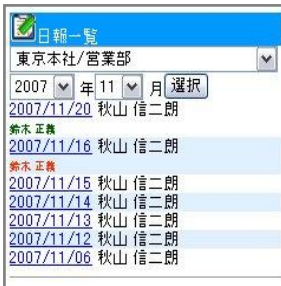 日報一覧
東京本社/営業部
2007 年 11 月 選択
2007/11/20 秋山 信二朗
鈴木 正義
2007/11/16 秋山 信二朗
鈴木 正義
2007/11/15 秋山 信二朗
2007/11/14 秋山 信二朗
2007/11/13 秋山 信二朗
2007/11/12 秋山 信二朗
2007/11/06 秋山 信二朗